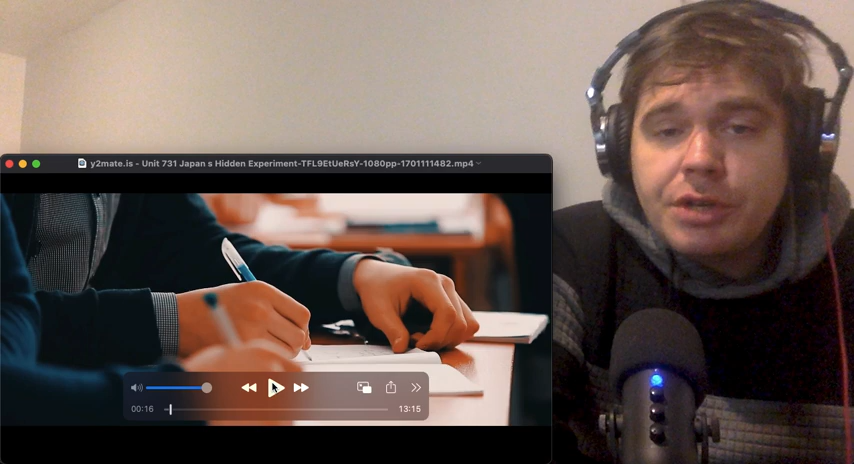 y2mate.is - Unit 731 Japan s Hidden Experiment-TFL9EtUeRsY-1080pp-1701111482.mp4
00:16
13:15